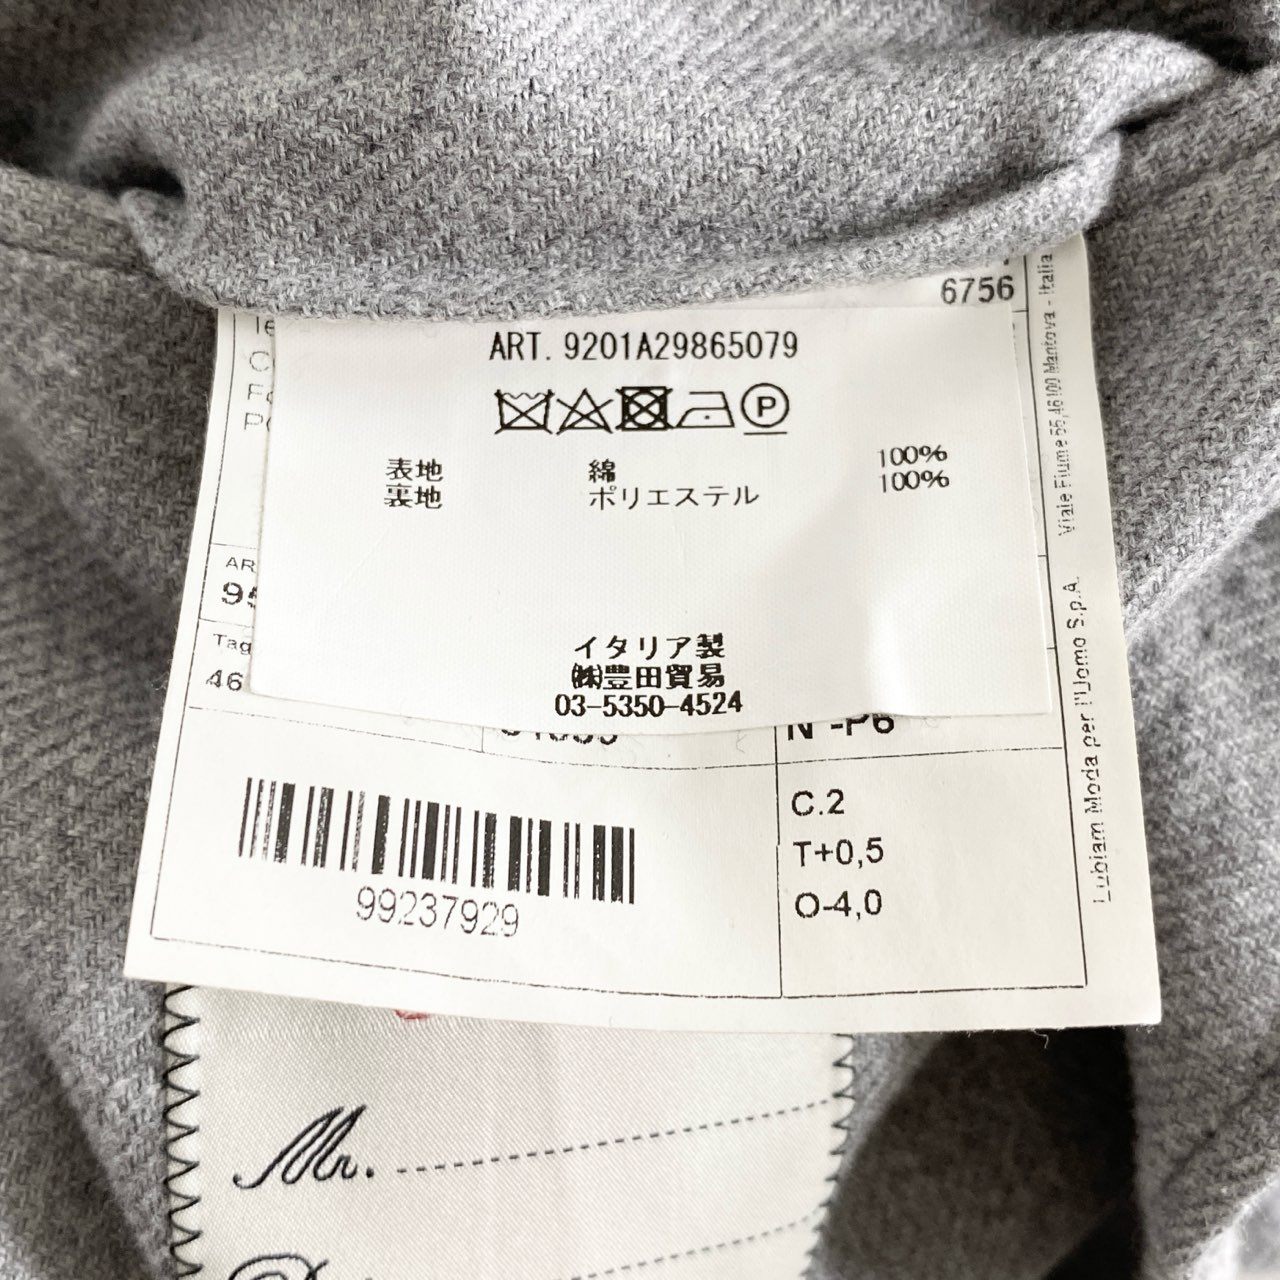 6756
ART. 9201A29865079
P
表地 綿 100%
裏地 ポリエステル 100%
イタリア製
㈱豊田貿易
03-5350-4524
46
N -P6
C.2
T+0,5
O-4,0
99237929
Lubiam Moda per l'Uomo S.p.A. Viale Fiume 55,46100 Mantova - Italia
Mr.